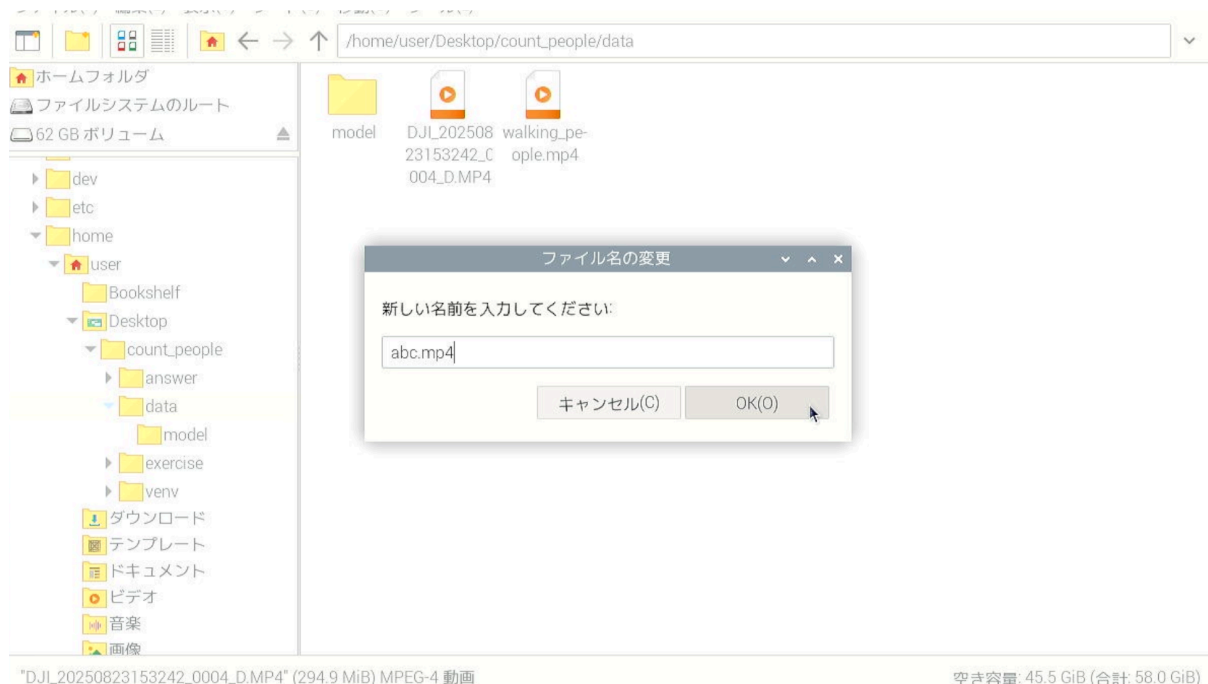 /home/user/Desktop/count_people/data
ホームフォルダ
ファイルシステムのルート
62 GB ボリューム
dev
etc
home
user
Bookshelf
Desktop
count_people
answer
data
model
exercise
venv
ダウンロード
テンプレート
ドキュメント
ビデオ
音楽
画像
model
DJI_202508
23153242_0
004_D.MP4
walking_pe-
ople.mp4
ファイル名の変更
新しい名前を入力してください:
abc.mp4
キャンセル(C)
OK(O)
"DJI_20250823153242_0004_D.MP4" (294.9 MiB) MPEG-4 動画
空き容量: 45.5 GiB (合計: 58.0 GiB)